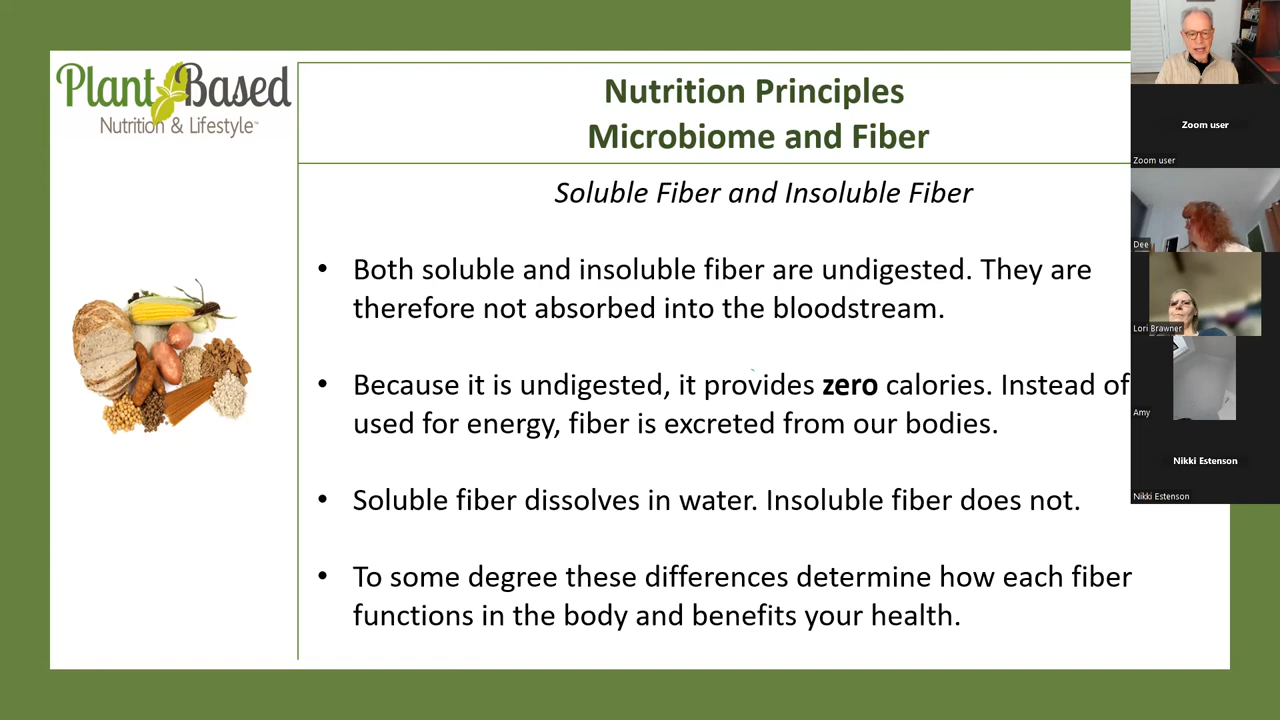 Plant Based
Nutrition & Lifestyle™
Nutrition Principles
Microbiome and Fiber
Soluble Fiber and Insoluble Fiber
• Both soluble and insoluble fiber are undigested. They are
therefore not absorbed into the bloodstream.
• Because it is undigested, it provides zero calories. Instead of
used for energy, fiber is excreted from our bodies.
• Soluble fiber dissolves in water. Insoluble fiber does not.
• To some degree these differences determine how each fiber
functions in the body and benefits your health.
Zoom user
Zoom user
Dee
Lori Brawner
Amy
Nikki Estenson
Nikki Estenson